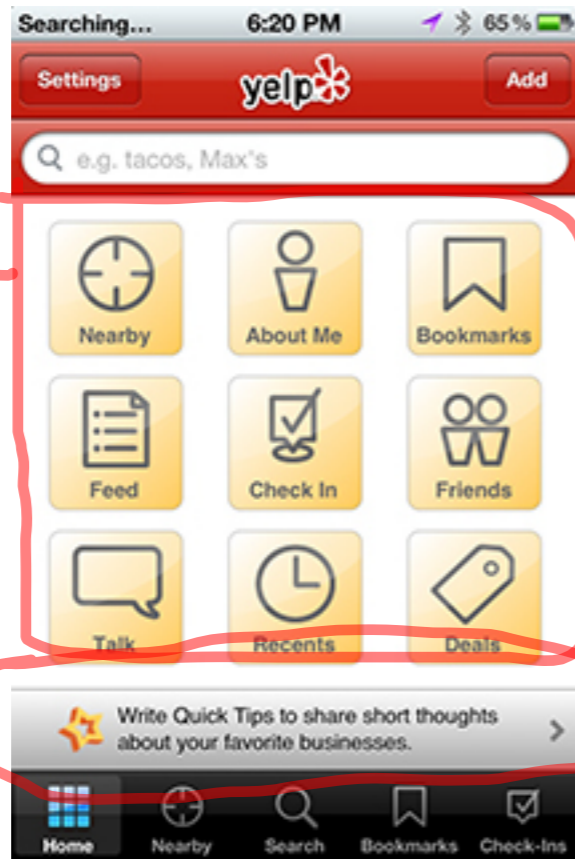 Searching... 6:20 PM 65%
Settings yelp Add
e.g. tacos, Max's
Nearby About Me Bookmarks
Feed Check In Friends
Talk Recents Deals
Write Quick Tips to share short thoughts
about your favorite businesses.
Home Nearby Search Bookmarks Check-Ins